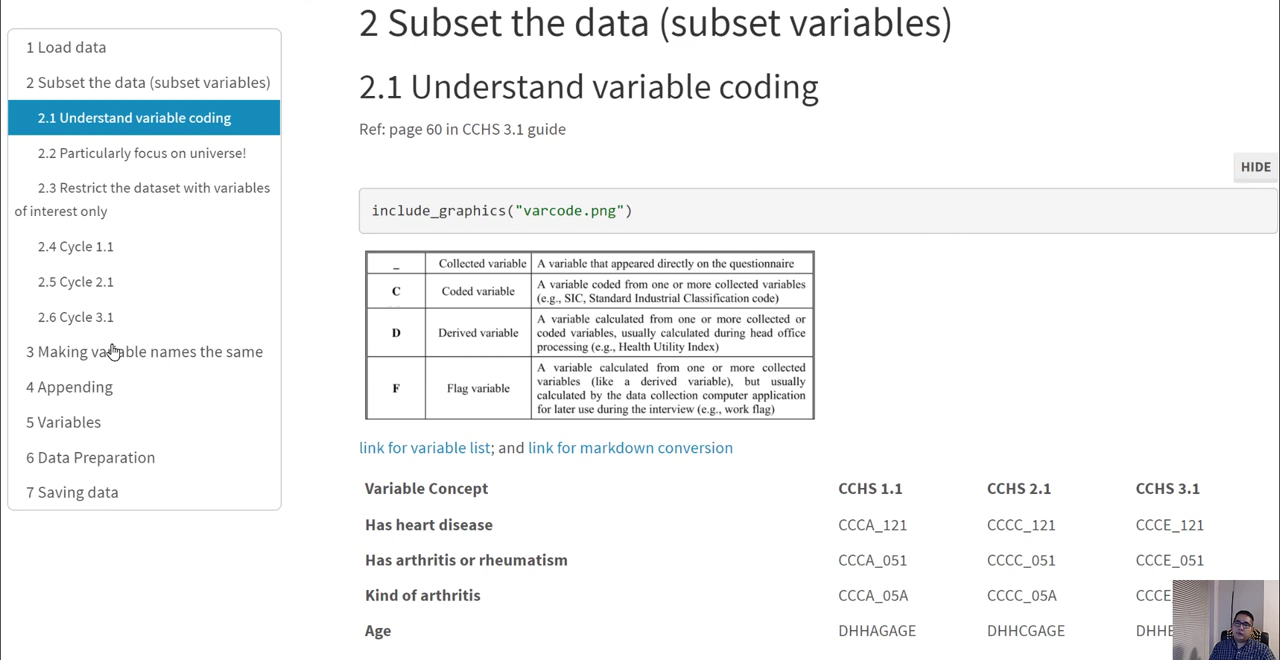 1 Load data
2 Subset the data (subset variables)
2.1 Understand variable coding
2.2 Particularly focus on universe!
2.3 Restrict the dataset with variables
of interest only
2.4 Cycle 1.1
2.5 Cycle 2.1
2.6 Cycle 3.1
3 Making variable names the same
4 Appending
5 Variables
6 Data Preparation
7 Saving data
2 Subset the data (subset variables)
2.1 Understand variable coding
Ref: page 60 in CCHS 3.1 guide
HIDE
include_graphics("varcode.png")
_ Collected variable A variable that appeared directly on the questionnaire
C Coded variable A variable coded from one or more collected variables
(e.g., SIC, Standard Industrial Classification code)
D Derived variable A variable calculated from one or more collected or
coded variables, usually calculated during head office
processing (e.g., Health Utility Index)
F Flag variable A variable calculated from one or more collected
variables (like a derived variable), but usually
calculated by the data collection computer application
for later use during the interview (e.g., work flag)
link for variable list; and link for markdown conversion
Variable Concept CCHS 1.1 CCHS 2.1 CCHS 3.1
Has heart disease CCCA_121 CCCC_121 CCCE_121
Has arthritis or rheumatism CCCA_051 CCCC_051 CCCE_051
Kind of arthritis CCCA_05A CCCC_05A CCCE
Age DHHAGAGE DHHCGAGE DHHE